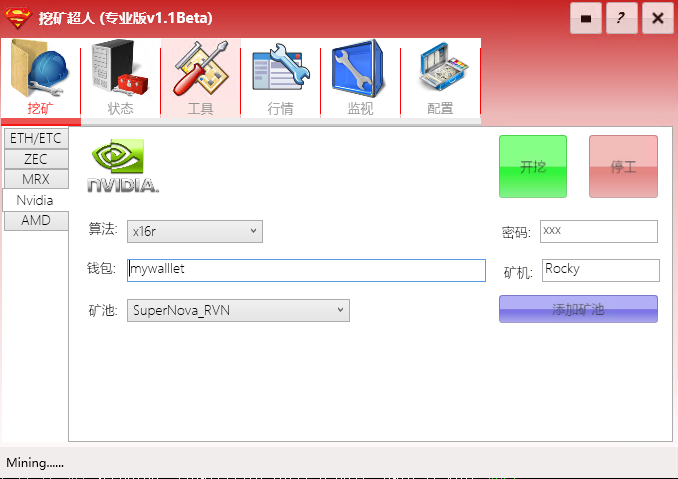 挖矿超人 (专业版v1.1Beta)
?
挖矿 状态 工具 行情 监视 配置
ETH/ETC
ZEC
MRX
Nvidia
AMD
NVIDIA.
开挖 停工
算法: x16r 密码: xxx
钱包: mywalllet 矿机: Rocky
矿池: SuperNova_RVN 添加矿池
Mining......